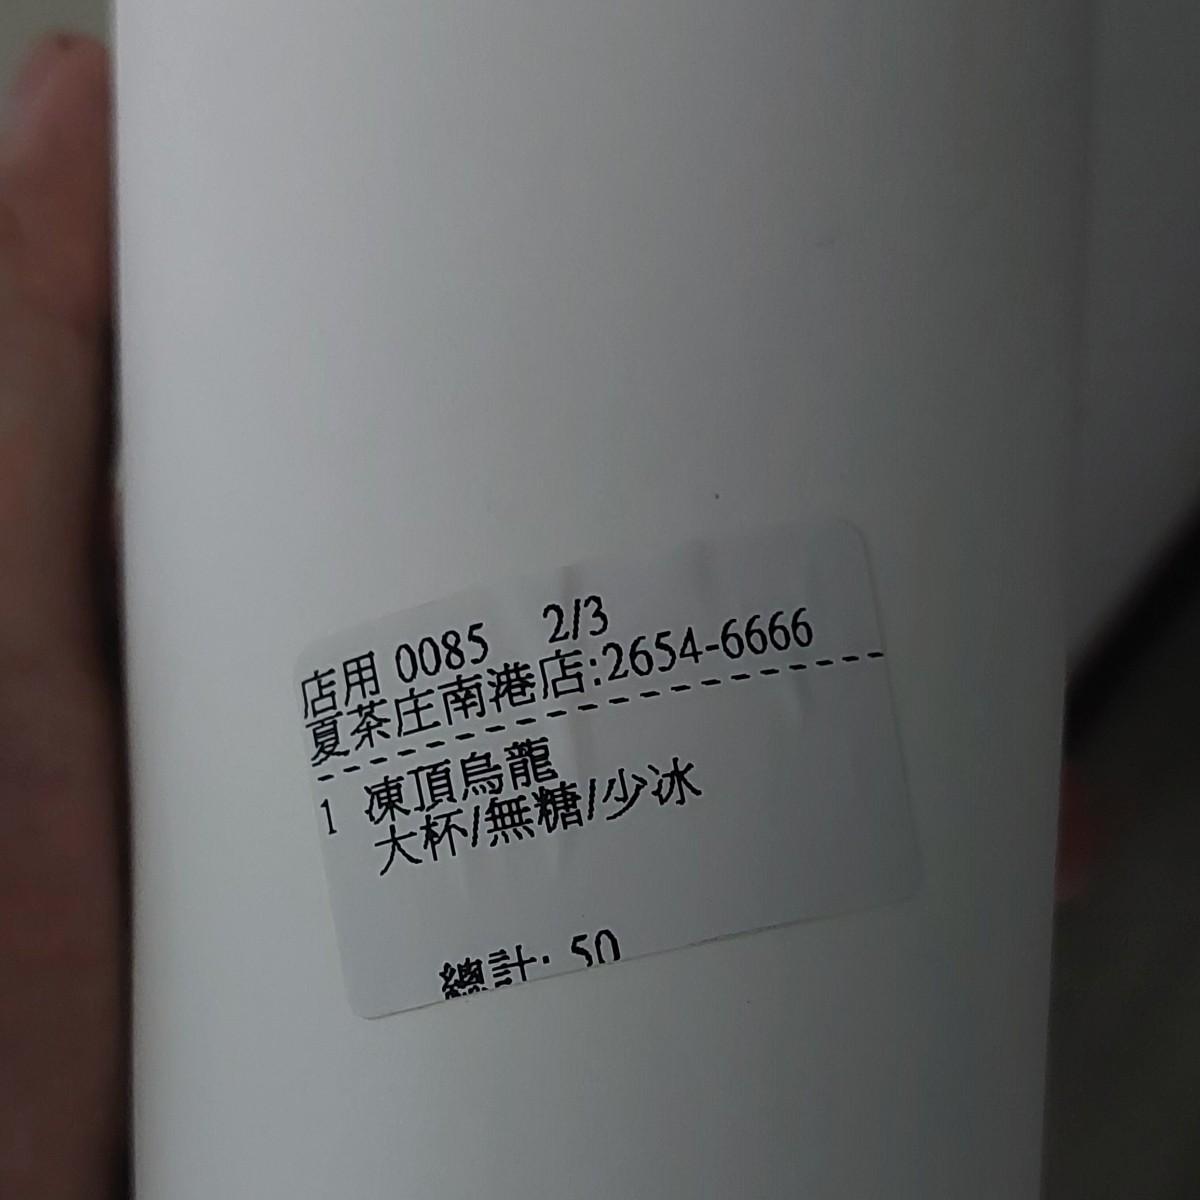 店用 0085 2/3
夏茶庄南港店:2654-6666
1 凍頂烏龍
大杯/無糖/少冰
總計: 50